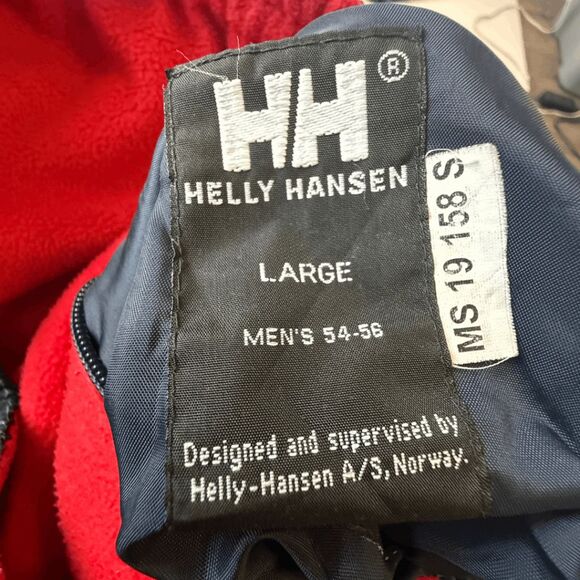 HH ®
HELLY HANSEN
LARGE
MEN'S 54-56
Designed and supervised by
Helly-Hansen A/S, Norway.
MS 19 158 S